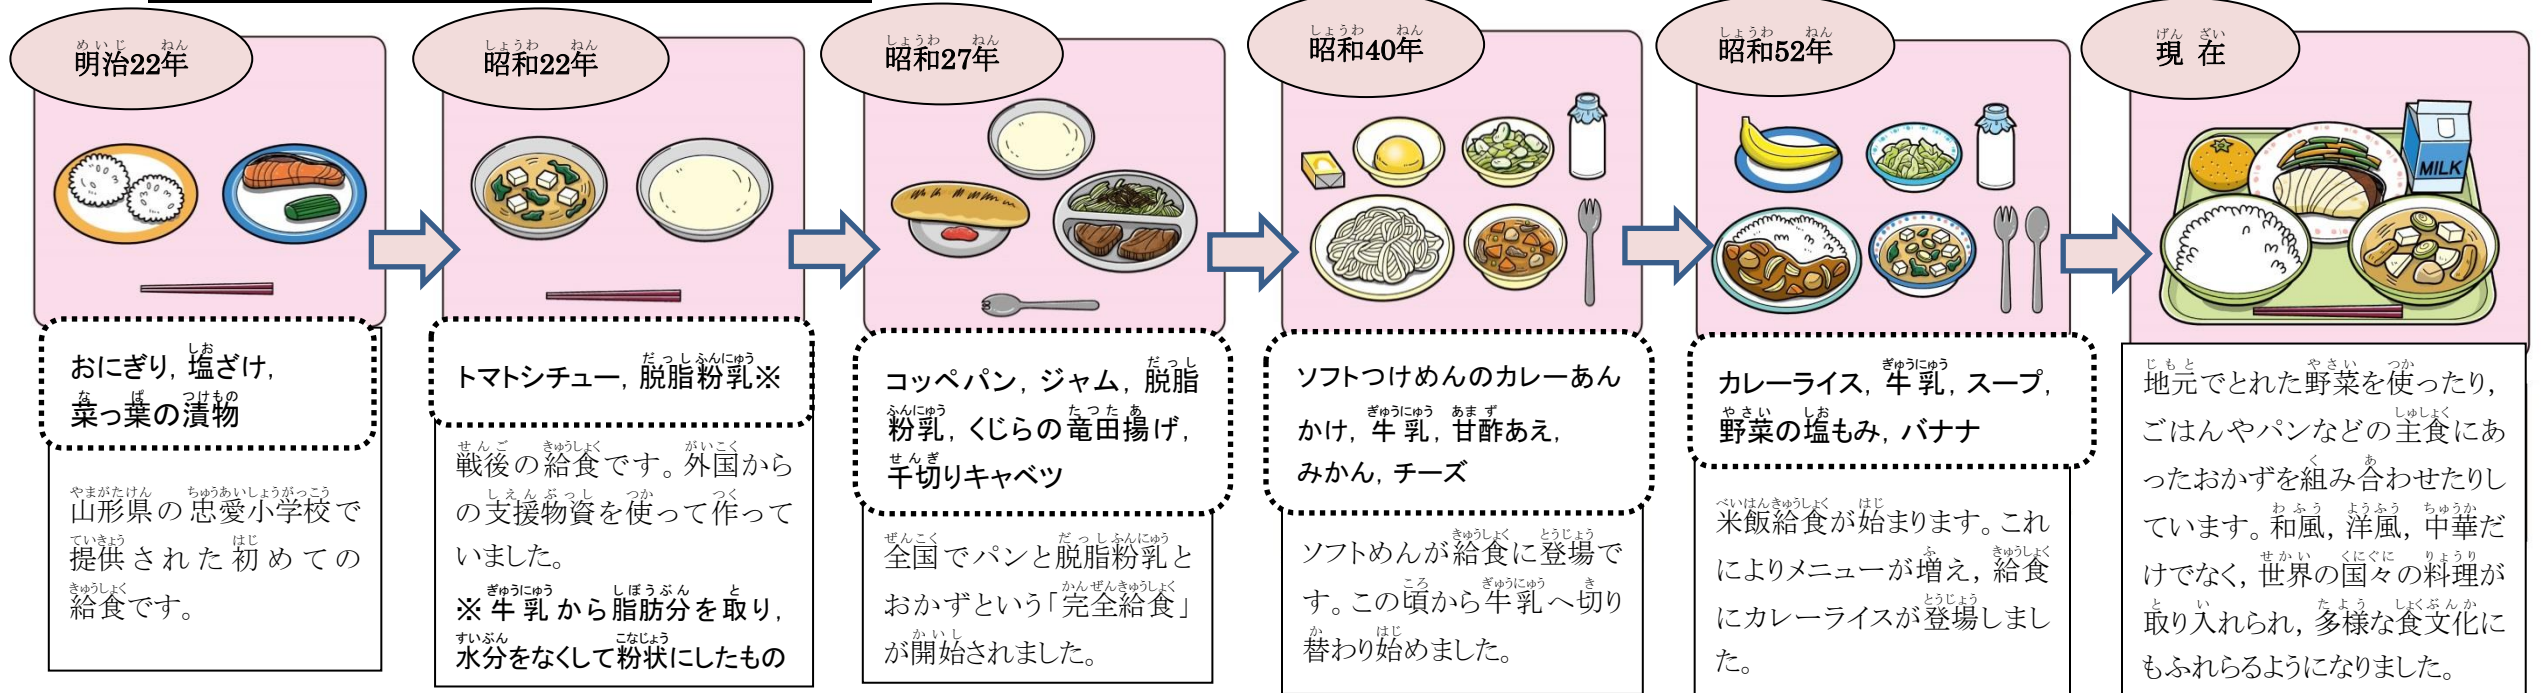 明治22年
おにぎり, 塩ざけ,
菜っ葉の漬物
山形県の忠愛小学校で
提供された初めての
給食です。
昭和22年
トマトシチュー, 脱脂粉乳※
戦後の給食です。外国から
の支援物資を使って作って
いました。
※牛乳から脂肪分を取り,
水分をなくして粉状にしたもの
昭和27年
コッペパン, ジャム, 脱脂
粉乳, くじらの竜田揚げ,
千切りキャベツ
全国でパンと脱脂粉乳と
おかずという「完全給食」
が開始されました。
昭和40年
ソフトつけめんのカレーあん
かけ, 牛乳, 甘酢あえ,
みかん, チーズ
ソフトめんが給食に登場で
す。この頃から牛乳へ切り
替わり始めました。
昭和52年
カレーライス, 牛乳, スープ,
野菜の塩もみ, バナナ
米飯給食が始まります。これ
によりメニューが増え, 給食
にカレーライスが登場しまし
た。
現在
MILK
地元でとれた野菜を使ったり,
ごはんやパンなどの主食にあ
ったおかずを組み合わせたりし
ています。和風, 洋風, 中華だ
けでなく, 世界の国々の料理が
取り入れられ, 多様な食文化に
もふれらるようになりました。